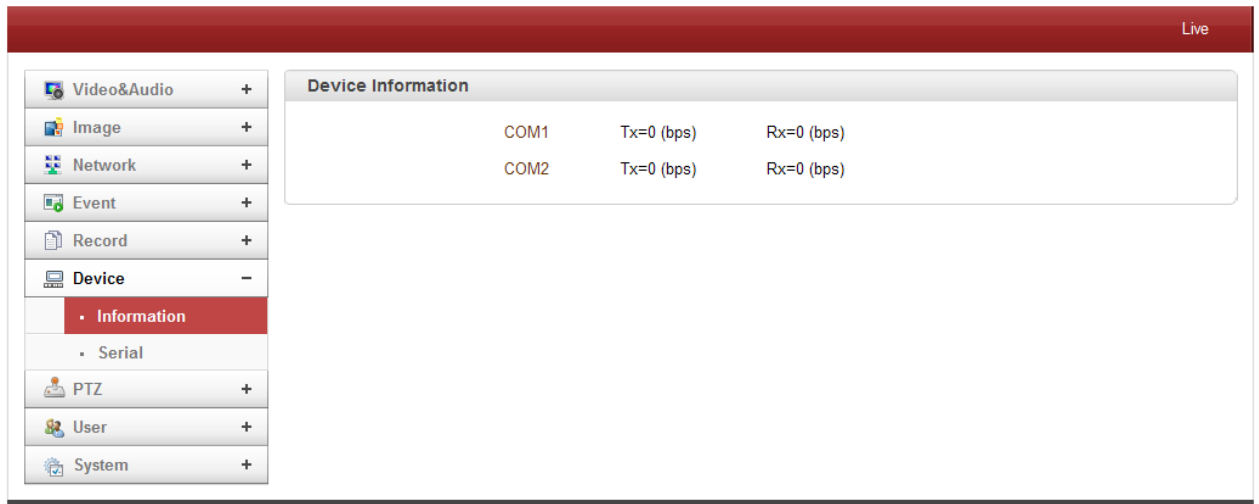 Live
Video&Audio +
Image +
Network +
Event +
Record +
Device −
▪ Information
▪ Serial
PTZ +
User +
System +
Device Information
COM1 Tx=0 (bps) Rx=0 (bps)
COM2 Tx=0 (bps) Rx=0 (bps)